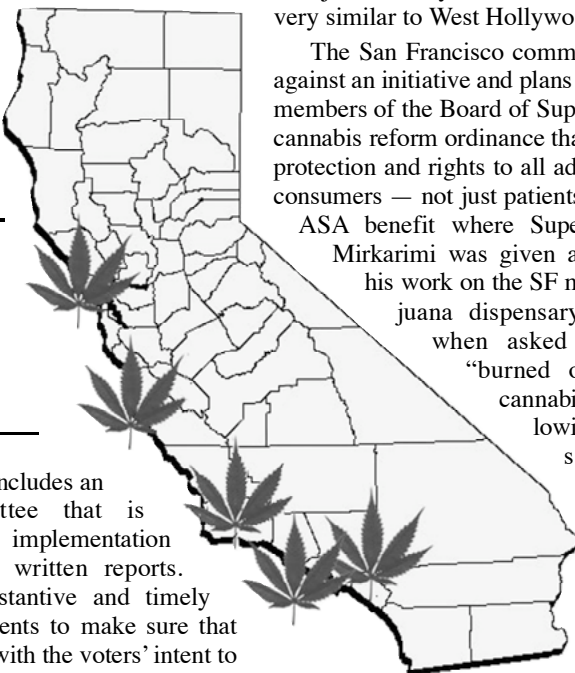 very similar to West Hollywo
The San Francisco comm
against an initiative and plans
members of the Board of Sup
cannabis reform ordinance tha
protection and rights to all ad
consumers — not just patients
ASA benefit where Supe
Mirkarimi was given a
his work on the SF m
juana dispensary
when asked
“burned o
cannabi
lowi
s
ncludes an
ttee that is
implementation
written reports.
stantive and timely
ents to make sure that
with the voters’ intent to